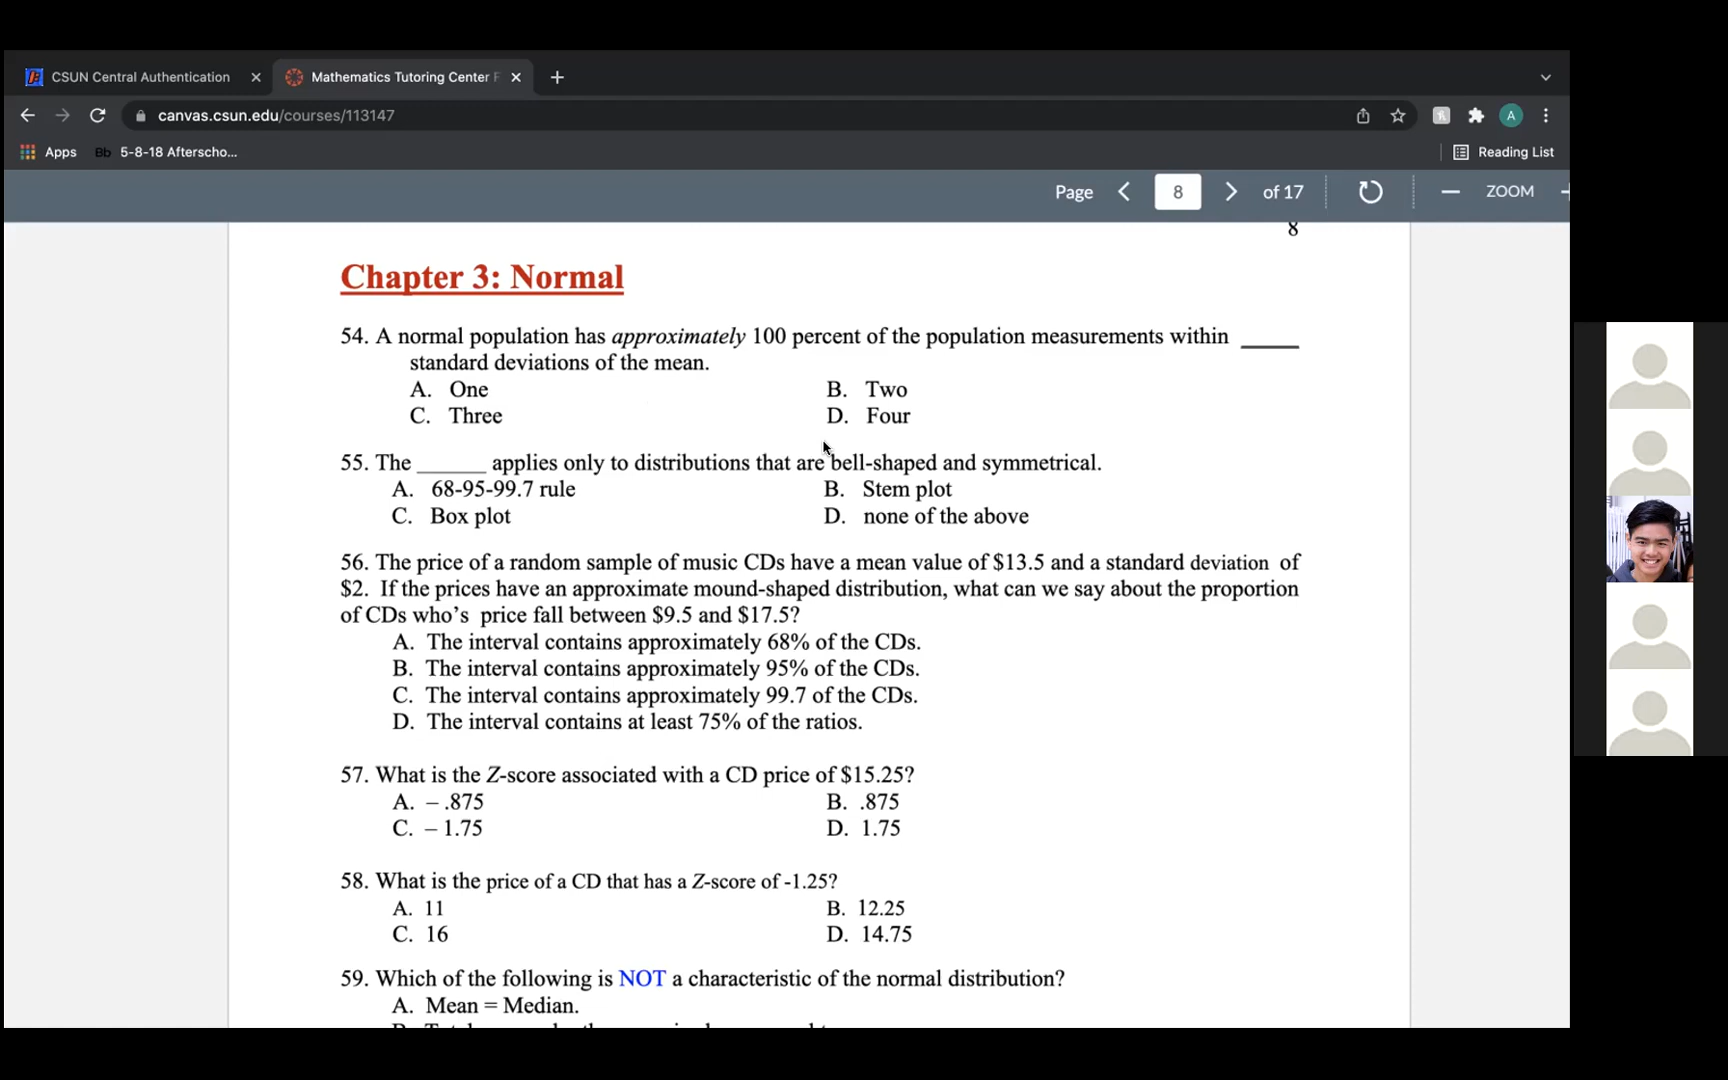 CSUN Central Authentication
Mathematics Tutoring Center F
canvas.csun.edu/courses/113147
A
Apps
Bb 5-8-18 Afterscho...
Reading List
Page 8 of 17
ZOOM
8
Chapter 3: Normal
54. A normal population has approximately 100 percent of the population measurements within _____
standard deviations of the mean.
A. One B. Two
C. Three D. Four
55. The ______ applies only to distributions that are bell-shaped and symmetrical.
A. 68-95-99.7 rule B. Stem plot
C. Box plot D. none of the above
56. The price of a random sample of music CDs have a mean value of $13.5 and a standard deviation of
$2. If the prices have an approximate mound-shaped distribution, what can we say about the proportion
of CDs who’s price fall between $9.5 and $17.5?
A. The interval contains approximately 68% of the CDs.
B. The interval contains approximately 95% of the CDs.
C. The interval contains approximately 99.7 of the CDs.
D. The interval contains at least 75% of the ratios.
57. What is the Z-score associated with a CD price of $15.25?
A. – .875 B. .875
C. – 1.75 D. 1.75
58. What is the price of a CD that has a Z-score of -1.25?
A. 11 B. 12.25
C. 16 D. 14.75
59. Which of the following is NOT a characteristic of the normal distribution?
A. Mean = Median.